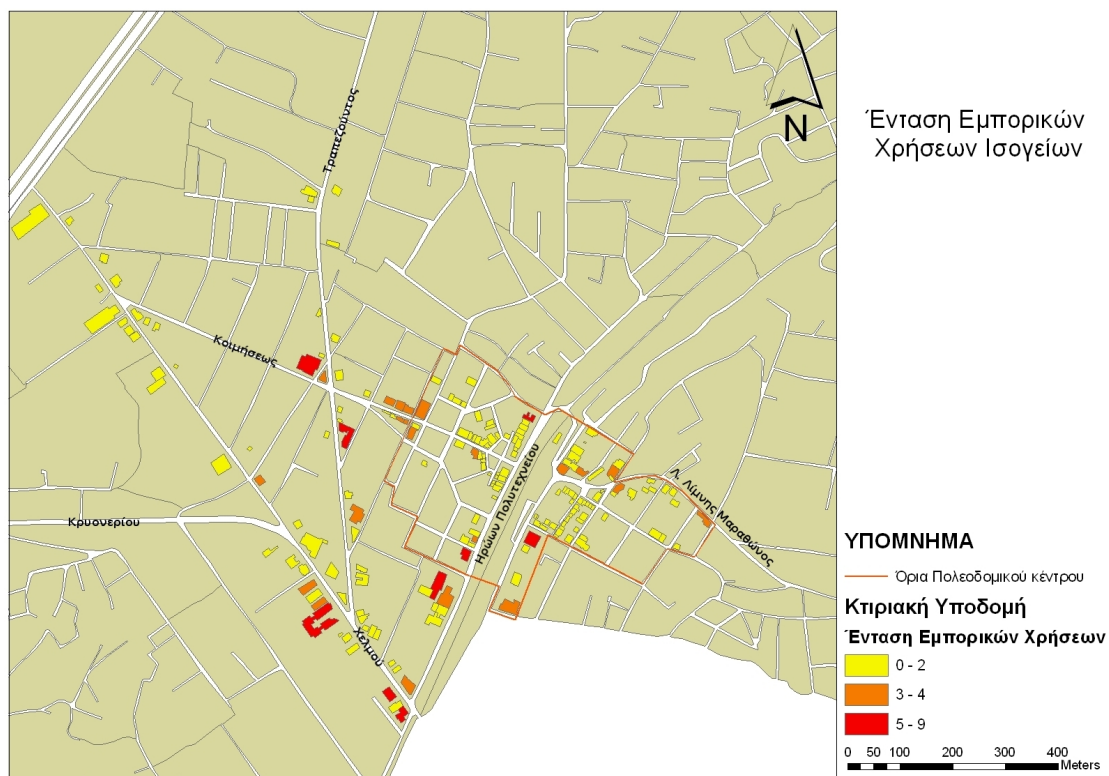 Ένταση Εμπορικών
Χρήσεων Ισογείων
N
Τραπεζούντος
Κοιμήσεως
Ηρώων Πολυτεχνείου
Λ. Λίμνης Μαραθώνος
Κρυονερίου
Χελμού
ΥΠΟΜΝΗΜΑ
Όρια Πολεοδομικού κέντρου
Κτιριακή Υποδομή
Ένταση Εμπορικών Χρήσεων
0 - 2
3 - 4
5 - 9
0 50 100 200 300 400
Meters